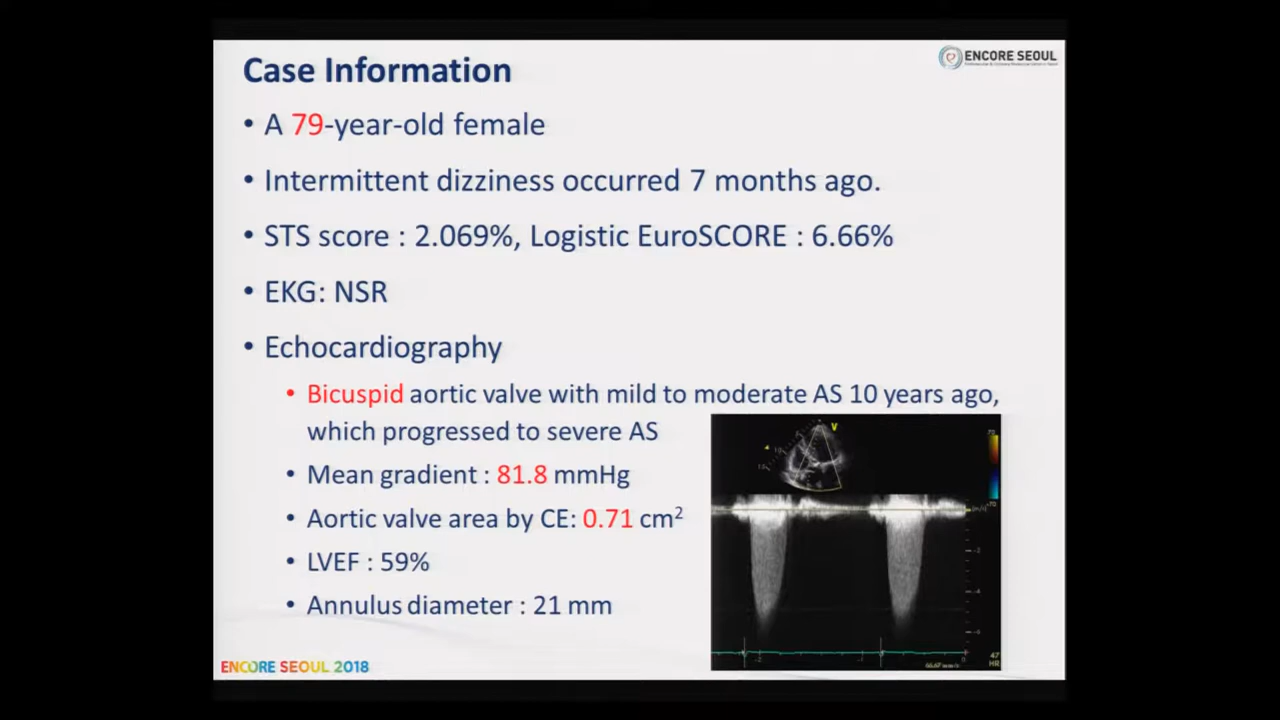 Case Information
ENCORE SEOUL
• A 79-year-old female
• Intermittent dizziness occurred 7 months ago.
• STS score : 2.069%, Logistic EuroSCORE : 6.66%
• EKG: NSR
• Echocardiography
• Bicuspid aortic valve with mild to moderate AS 10 years ago,
which progressed to severe AS
• Mean gradient : 81.8 mmHg
• Aortic valve area by CE: 0.71 cm²
• LVEF : 59%
• Annulus diameter : 21 mm
V
47
HR
ENCORE SEOUL 2018